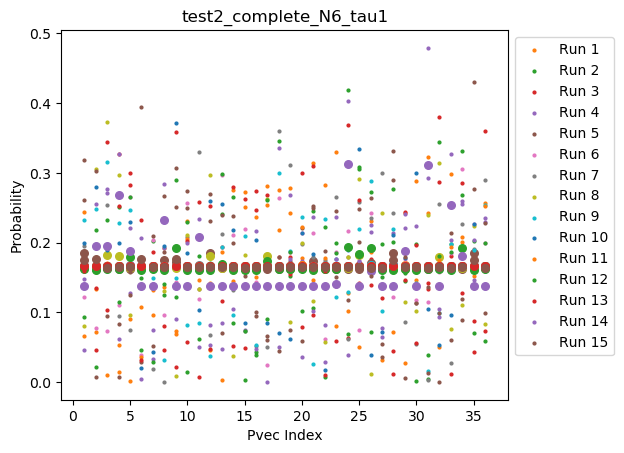 test2_complete_N6_tau1
0.5
0.4
0.3
0.2
0.1
0.0
Probability
0 5 10 15 20 25 30 35
Pvec Index
Run 1
Run 2
Run 3
Run 4
Run 5
Run 6
Run 7
Run 8
Run 9
Run 10
Run 11
Run 12
Run 13
Run 14
Run 15